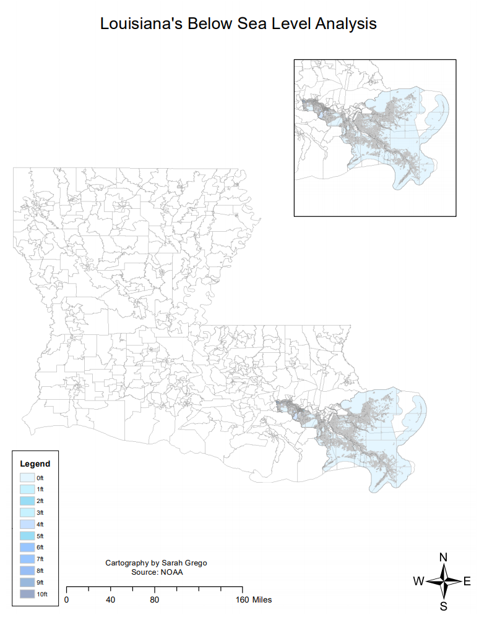 Louisiana's Below Sea Level Analysis
Legend
0ft
1ft
2ft
3ft
4ft
5ft
6ft
7ft
8ft
9ft
10ft
Cartography by Sarah Grego
Source: NOAA
0 40 80 160 Miles
N
W E
S